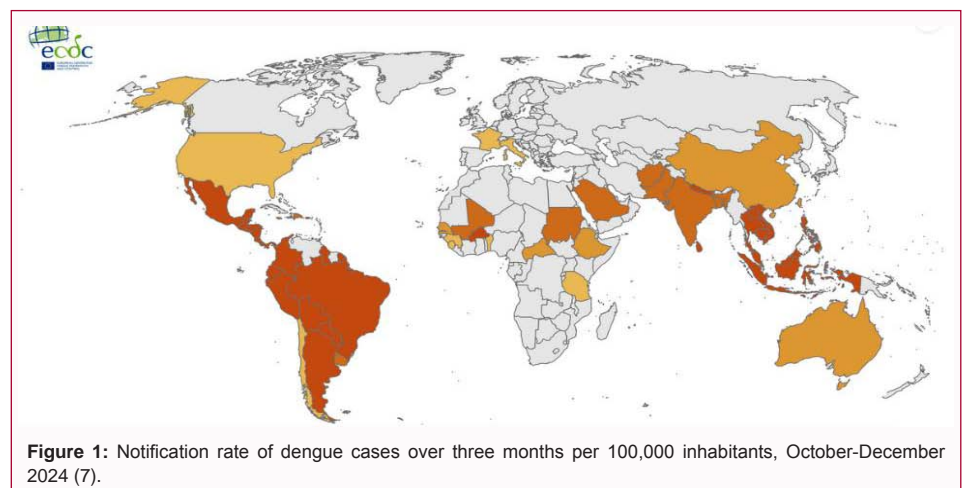 ecdc
Figure 1: Notification rate of dengue cases over three months per 100,000 inhabitants, October-December
2024 (7).